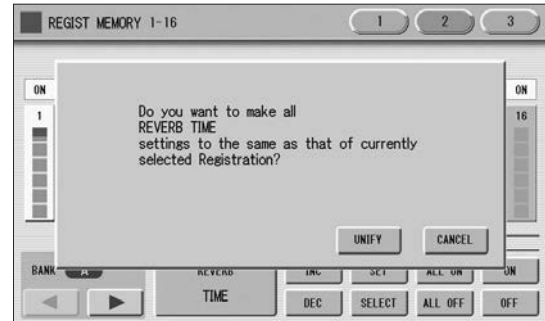 REGIST MEMORY 1-16
1
2
3
ON
ON
1
16
Do you want to make all
REVERB TIME
settings to the same as that of currently
selected Registration?
UNIFY
CANCEL
BANK
A
REVERB
INC
SET
ALL ON
ON
TIME
DEC
SELECT
ALL OFF
OFF